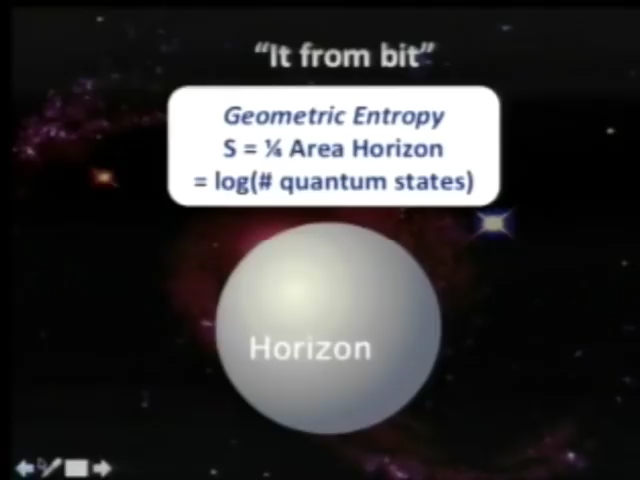 “It from bit”
Geometric Entropy
S = ¼ Area Horizon
= log(# quantum states)
Horizon